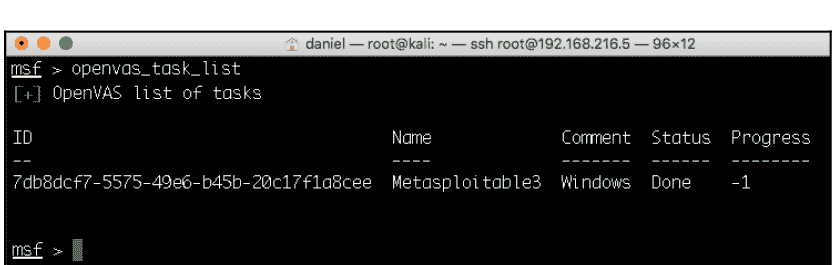 daniel — root@kali: ~ — ssh root@192.168.216.5 — 96×12
msf > openvas_task_list
[+] OpenVAS list of tasks
ID Name Comment Status Progress
-- ---- ------- ------ --------
7db8dcf7-5575-49e6-b45b-20c17f1a8cee Metasploitable3 Windows Done -1
msf >